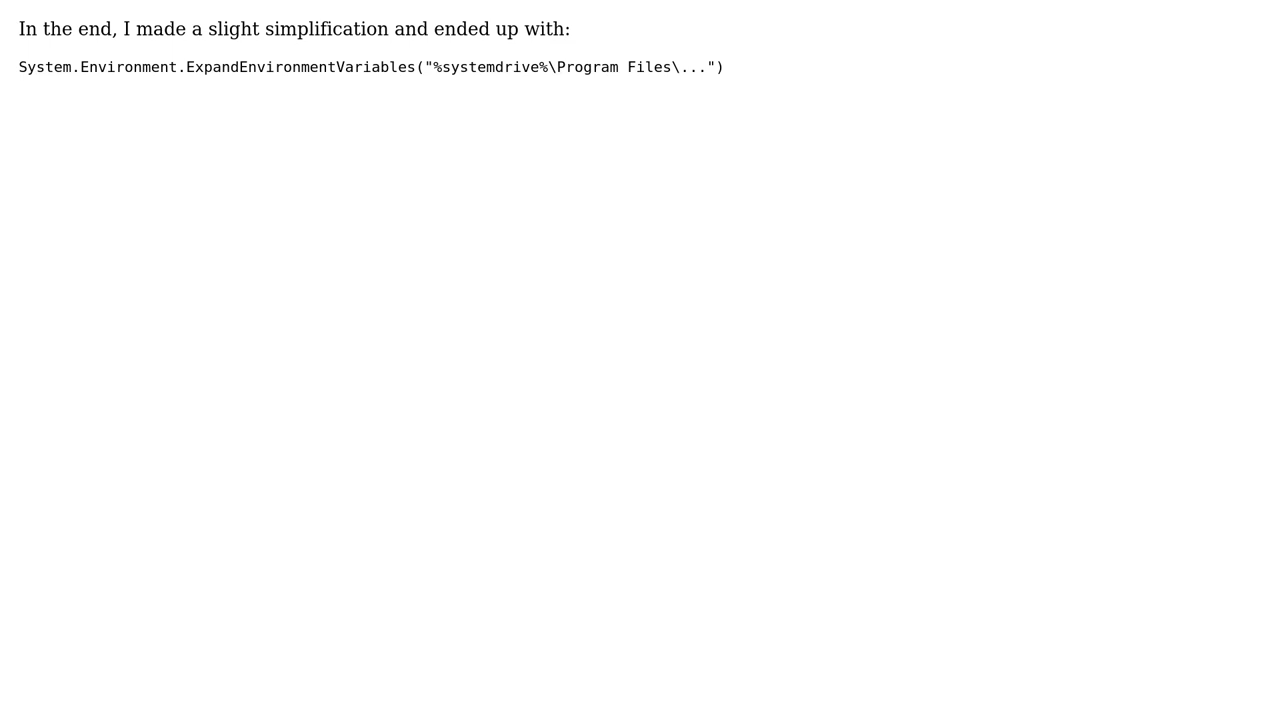 In the end, I made a slight simplification and ended up with:
System.Environment.ExpandEnvironmentVariables("%systemdrive%\Program Files\...")